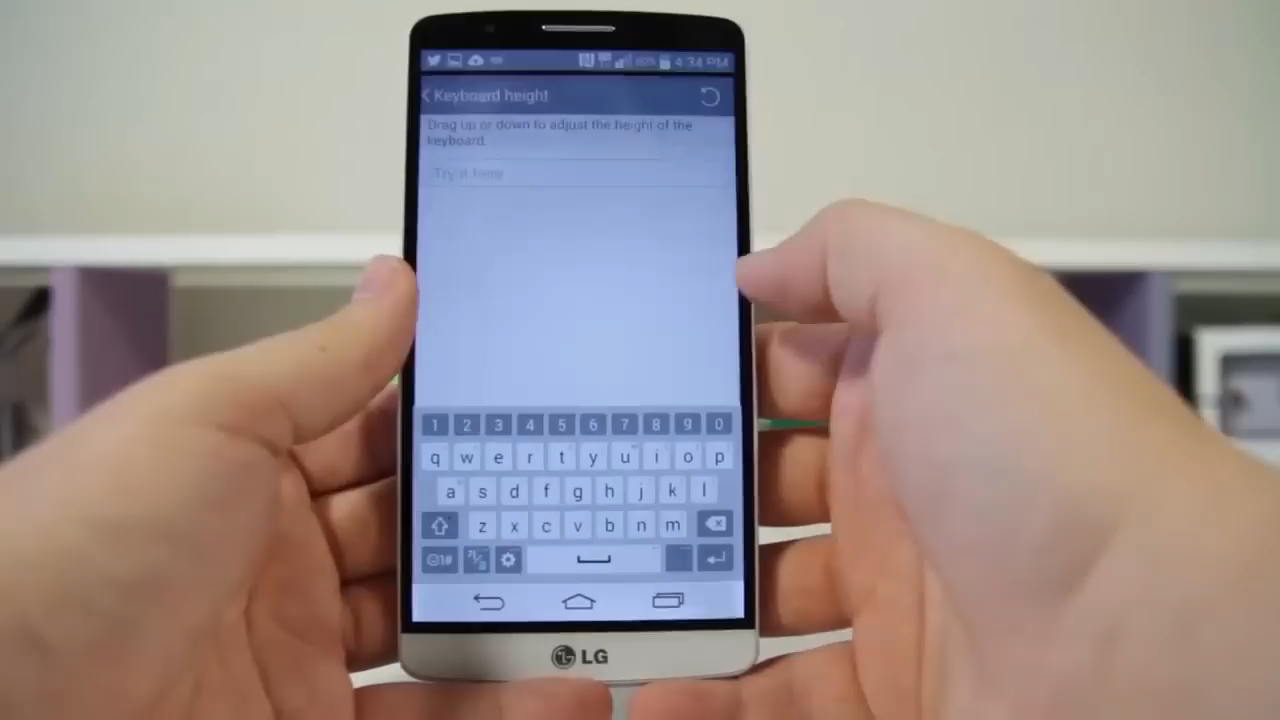 4:34 PM
Keyboard height
Drag up or down to adjust the height of the
keyboard.
Try it here
1 2 3 4 5 6 7 8 9 0
q w e r t y u i o p
a s d f g h j k l
z x c v b n m
LG